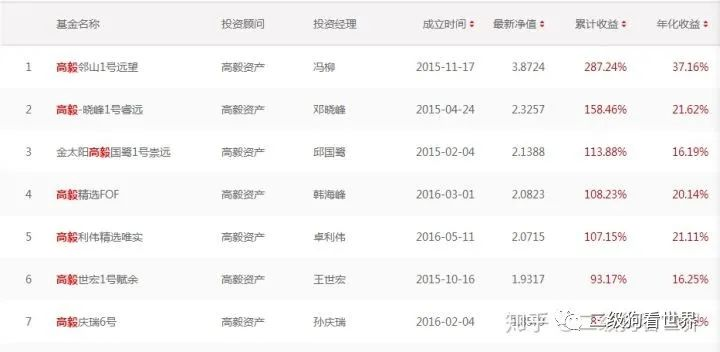 基金名称 投资顾问 投资经理 成立时间 最新净值 累计收益 年化收益
1 高毅邻山1号远望 高毅资产 冯柳 2015-11-17 3.8724 287.24% 37.16%
2 高毅-晓峰1号睿远 高毅资产 邓晓峰 2015-04-24 2.3257 158.46% 21.62%
3 金太阳高毅国鹭1号崇远 高毅资产 邱国鹭 2015-02-04 2.1388 113.88% 16.19%
4 高毅精选FOF 高毅资产 韩海峰 2016-03-01 2.0823 108.23% 20.14%
5 高毅利伟精选唯实 高毅资产 卓利伟 2016-05-11 2.0715 107.15% 21.11%
6 高毅世宏1号赋余 高毅资产 王世宏 2015-10-16 1.9317 93.17% 16.25%
7 高毅庆瑞6号 高毅资产 孙庆瑞 2016-02-04
知乎 @二级狗看世界
二级狗看世界